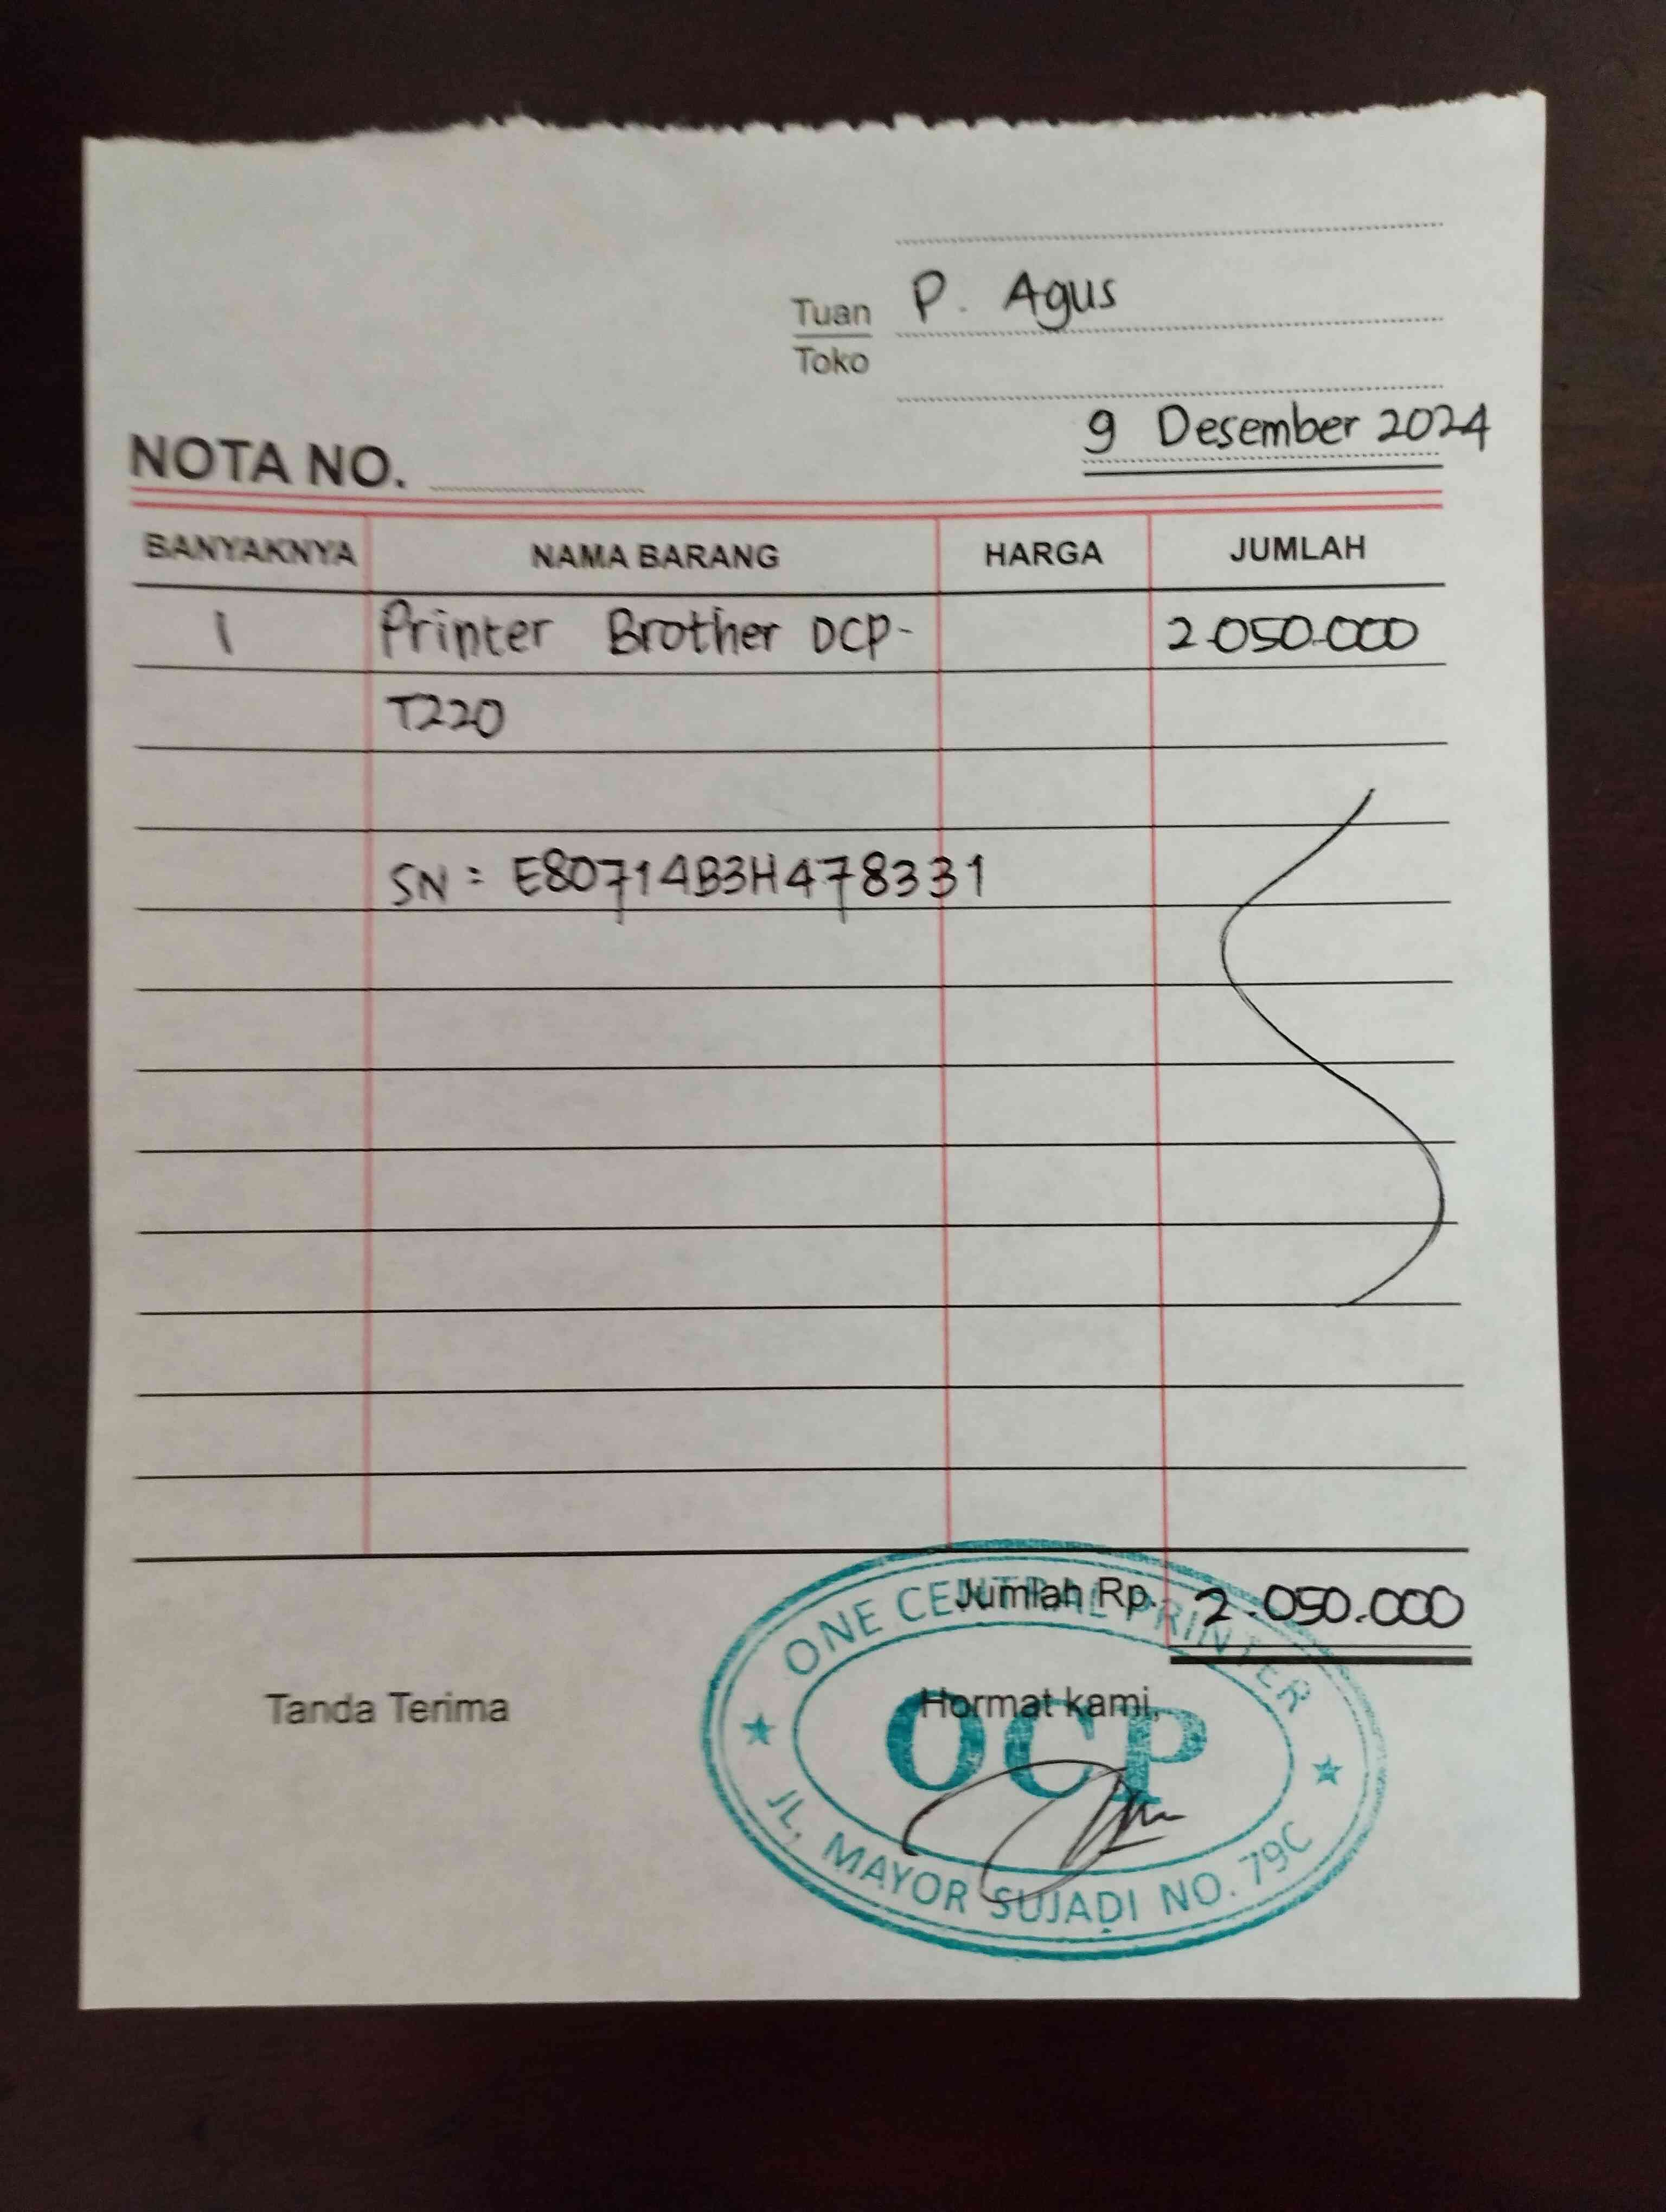 Tuan P. Agus
Toko
9 Desember 2024
NOTA NO.
BANYAKNYA NAMA BARANG HARGA JUMLAH
1 Printer Brother DCP- 2.050.000
T220
SN : E80714B3H478331
Jumlah Rp. 2.050.000
Tanda Terima Hormat kami,
ONE CENTRAL PRINTER
OCP
JL, MAYOR SUJADI NO. 79C